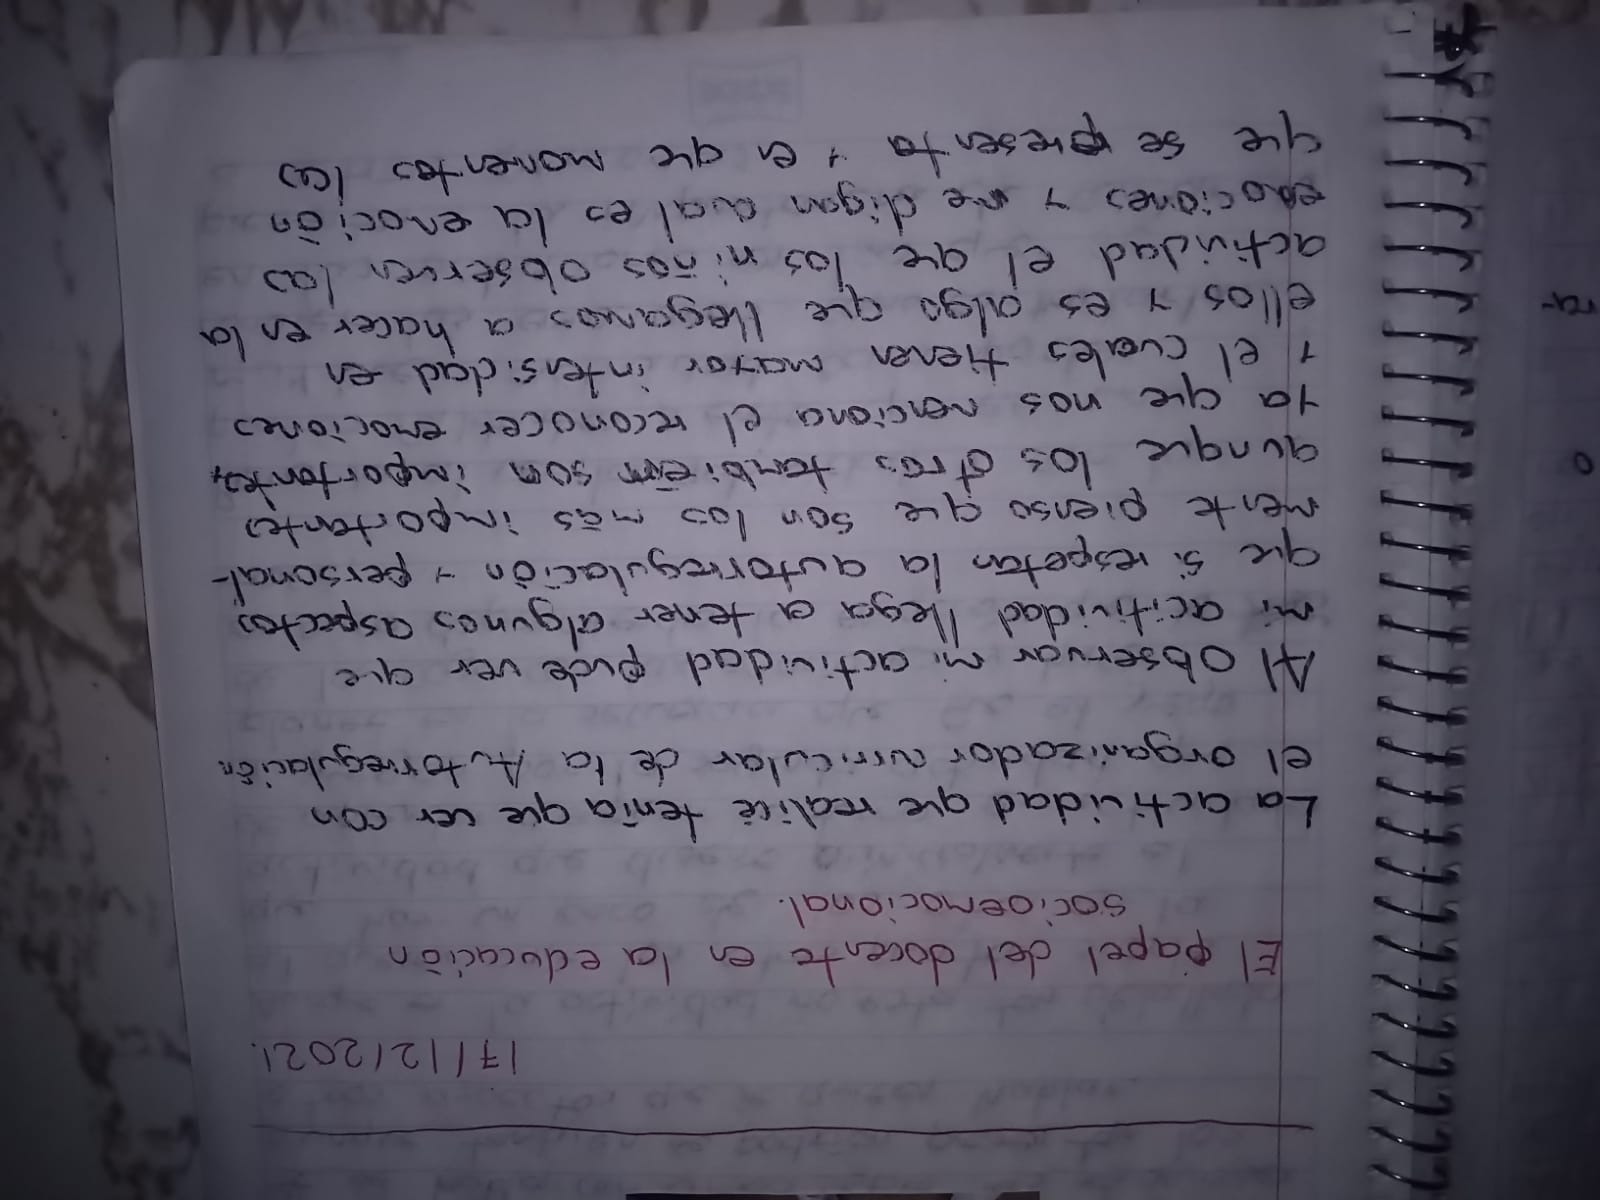 17/12/2021.
El papel del docente en la educación
socioemocional.
La actividad que realicé tenía que ver con
el organizador curricular de la Autorregulación
Al observar mi actividad pude ver que
mi acitividad llega a tener algunos aspectos
que si respetan la autorregulación y personal-
mente pienso que son los más importantes
aunque los otros también son importantes,
ya que nos menciona el reconocer emociones
y el cuales tienen mayor intensidad en
ellos y es algo que llegamos a hacer en la
actividad el que los niños observen las
emociones y me digan cual es la emoción
que se presenta y en que momentos los